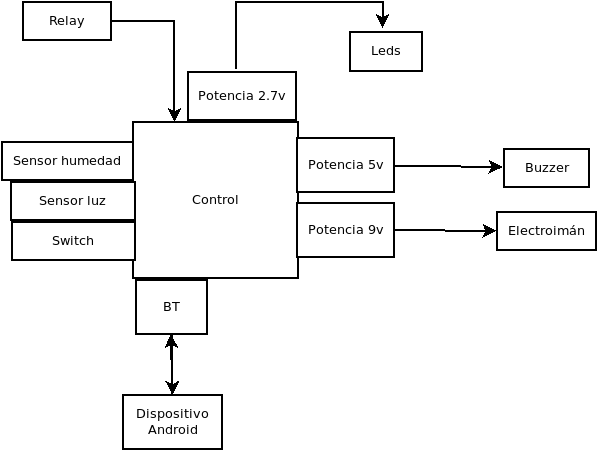 Relay
Leds
Potencia 2.7v
Sensor humedad
Sensor luz
Switch
Control
Potencia 5v
Potencia 9v
Buzzer
Electroimán
BT
Dispositivo
Android